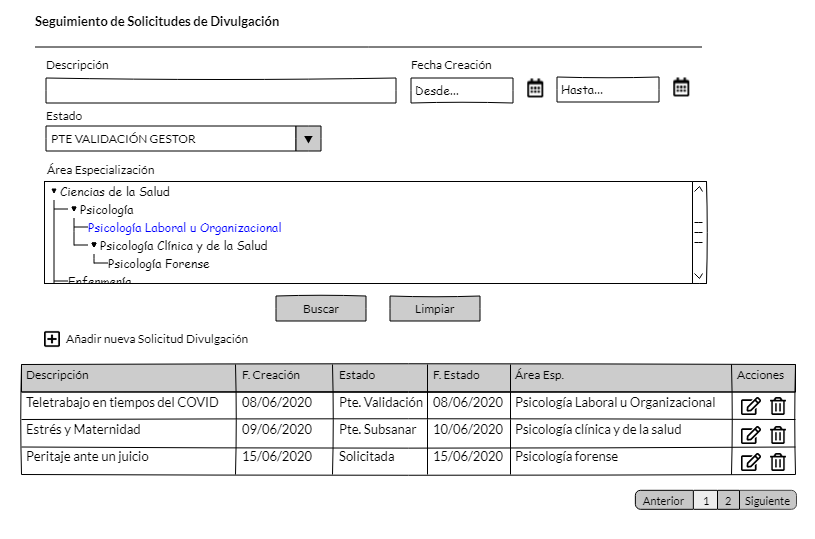 Seguimiento de Solicitudes de Divulgación
Descripción Fecha Creación
Desde... Hasta...
Estado
PTE VALIDACIÓN GESTOR
Área Especialización
Ciencias de la Salud
Psicología
Psicología Laboral u Organizacional
Psicología Clínica y de la Salud
Psicología Forense
Enfermería
Buscar Limpiar
Añadir nueva Solicitud Divulgación
Descripción F. Creación Estado F. Estado Área Esp. Acciones
Teletrabajo en tiempos del COVID 08/06/2020 Pte. Validación 08/06/2020 Psicología Laboral u Organizacional
Estrés y Maternidad 09/06/2020 Pte. Subsanar 10/06/2020 Psicología clínica y de la salud
Peritaje ante un juicio 15/06/2020 Solicitada 15/06/2020 Psicología forense
Anterior 1 2 Siguiente